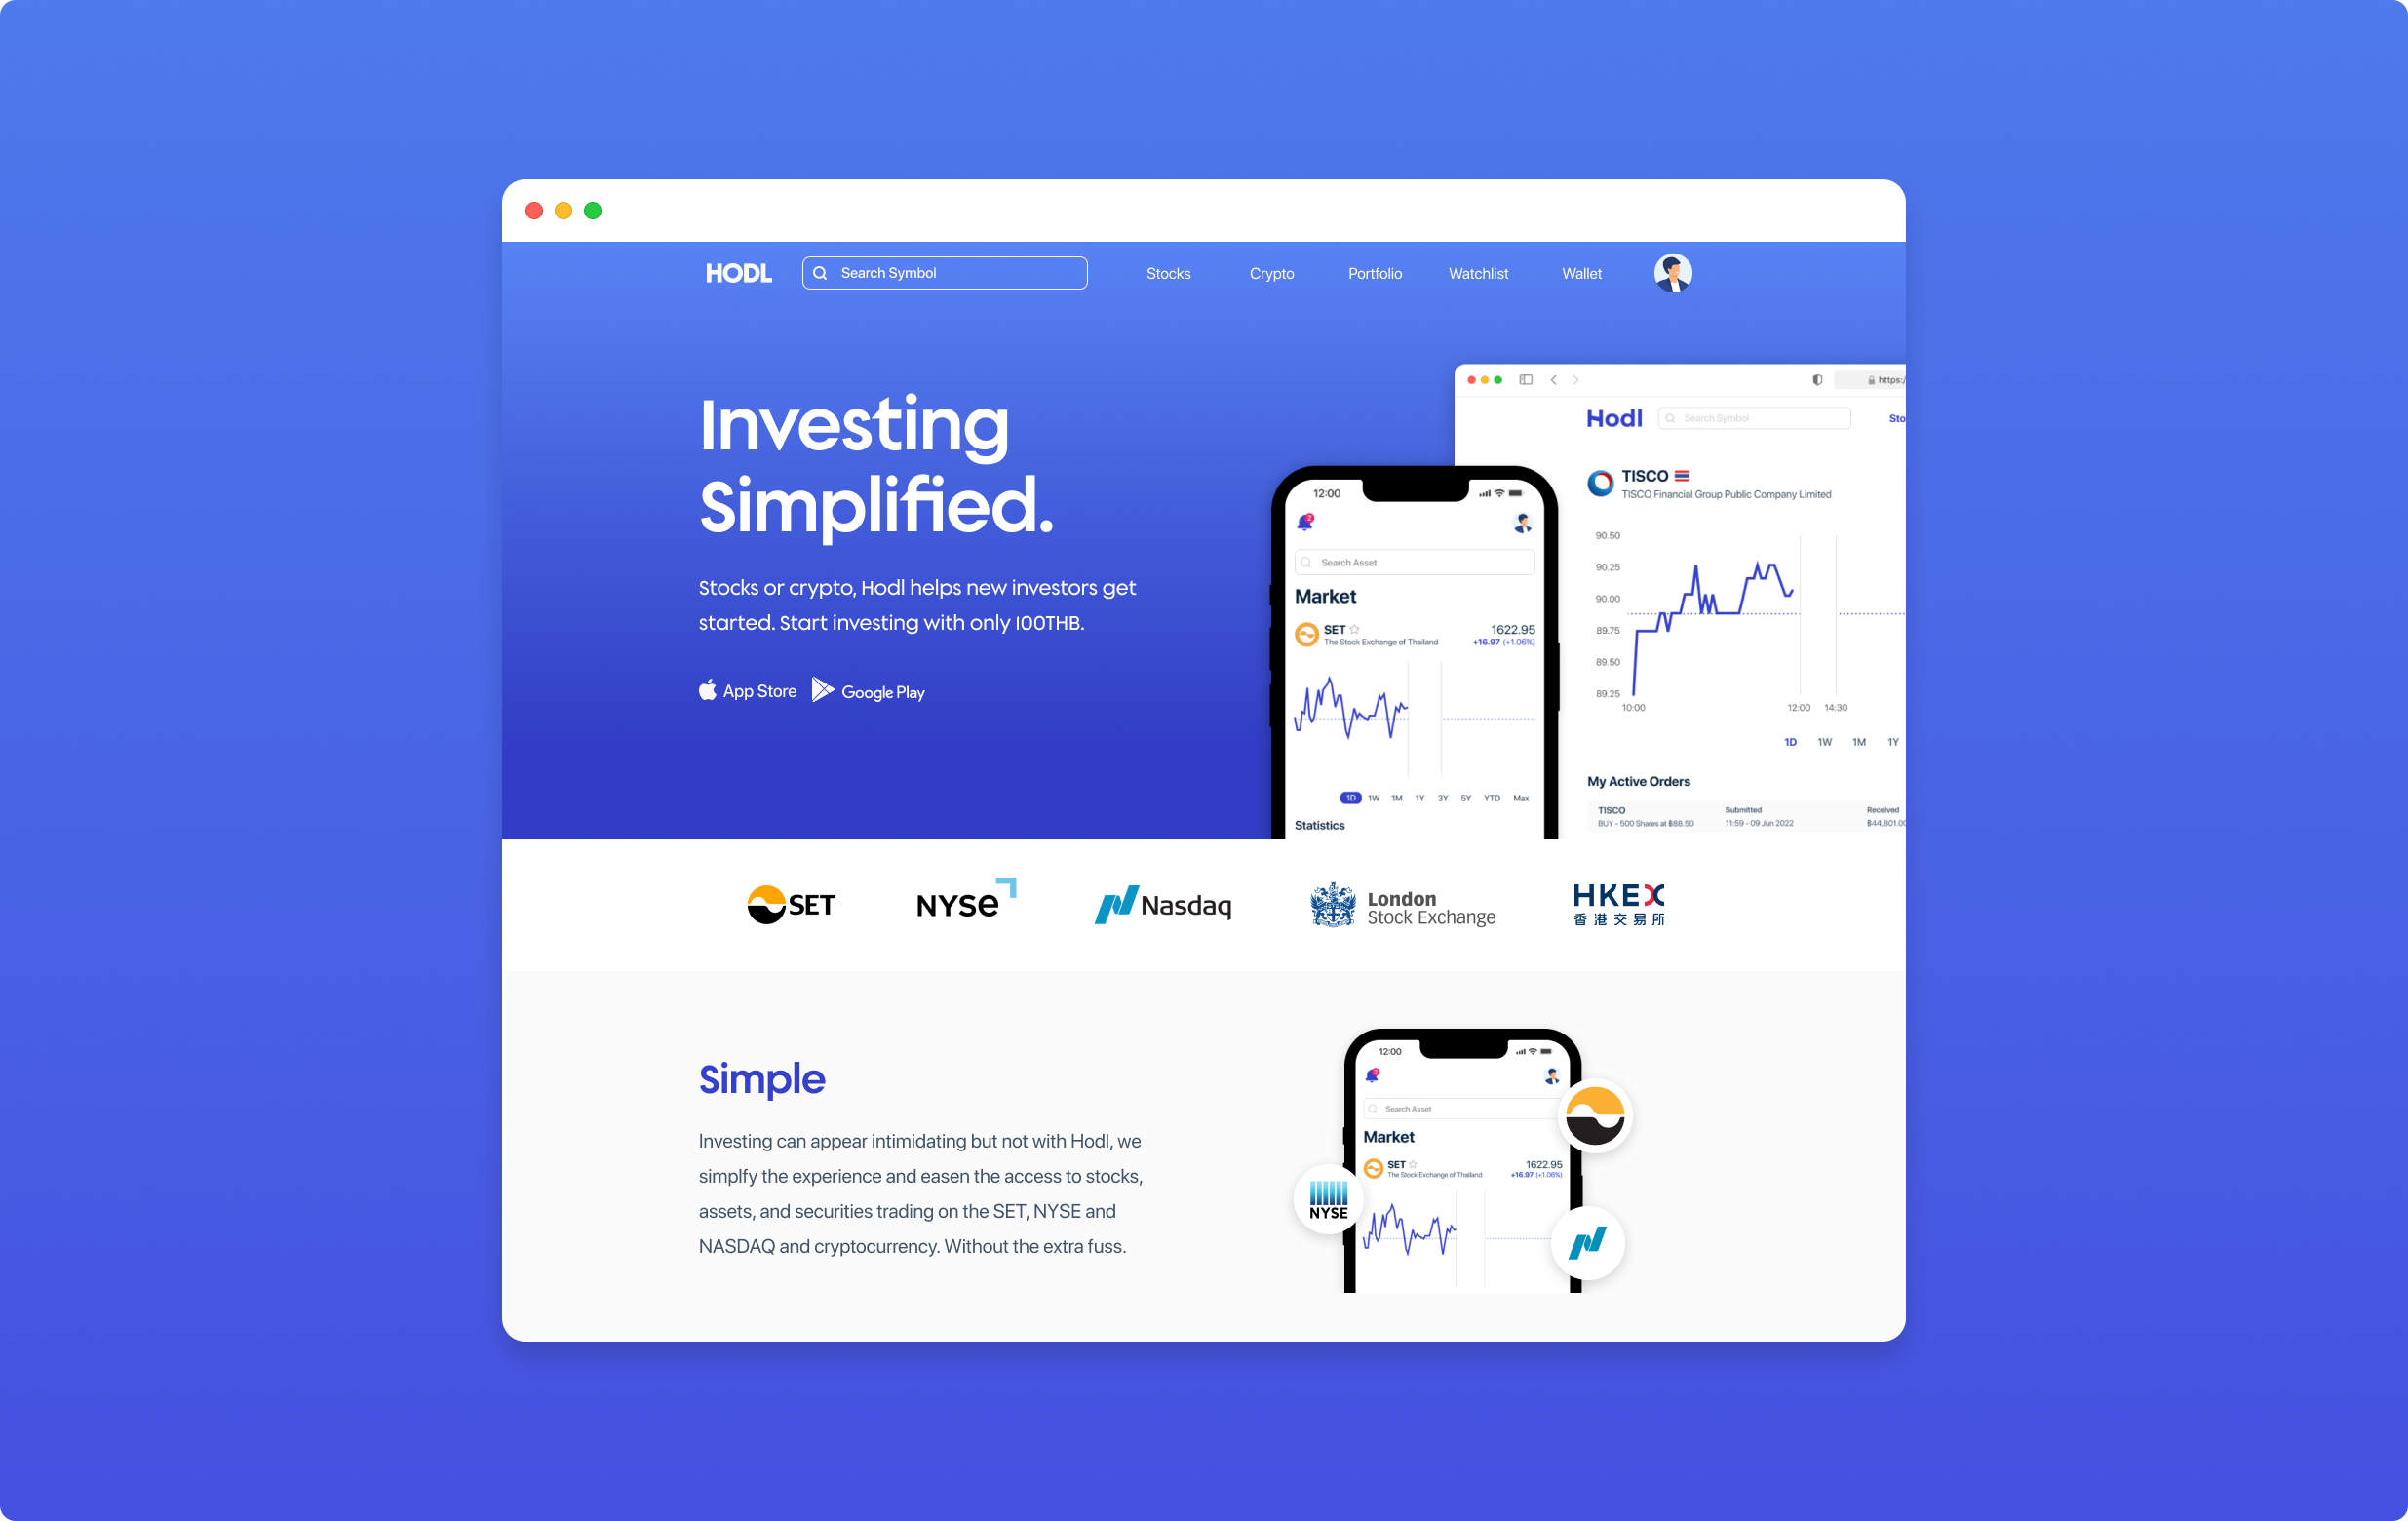 HODL
Search Symbol
Stocks
Crypto
Portfolio
Watchlist
Wallet
Investing
Simplified.
Stocks or crypto, Hodl helps new investors get
started. Start investing with only 100THB.
App Store
Google Play
12:00
2
Search Asset
Market
SET
1622.95
The Stock Exchange of Thailand
+16.97 (+1.06%)
1D 1W 1M 1Y 3Y 5Y YTD Max
Statistics
https:/
Hodl
Search Symbol
Sto
TISCO
TISCO Financial Group Public Company Limited
90.50
90.25
90.00
89.75
89.50
89.25
10:00 12:00 14:30
1D 1W 1M 1Y
My Active Orders
TISCO Submitted Received
BUY - 500 Shares at ฿88.50 11:59 - 09 Jun 2022 ฿44,801.00
SET
NYSE
Nasdaq
London
Stock Exchange
HKEX
香港交易所
Simple
Investing can appear intimidating but not with Hodl, we
simplfy the experience and easen the access to stocks,
assets, and securities trading on the SET, NYSE and
NASDAQ and cryptocurrency. Without the extra fuss.
12:00
Search Asset
Market
SET
1622.95
The Stock Exchange of Thailand
+16.97 (+1.06%)
NYSE